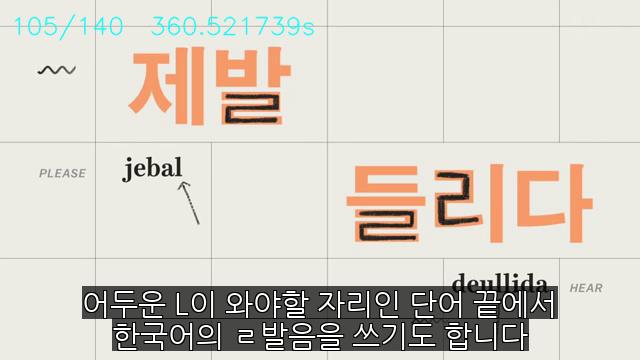 105/140 360.521739s
제발
PLEASE
jebal
들리다
deullida
HEAR
어두운 L이 와야할 자리인 단어 끝에서
한국어의 ㄹ발음을 쓰기도 합니다